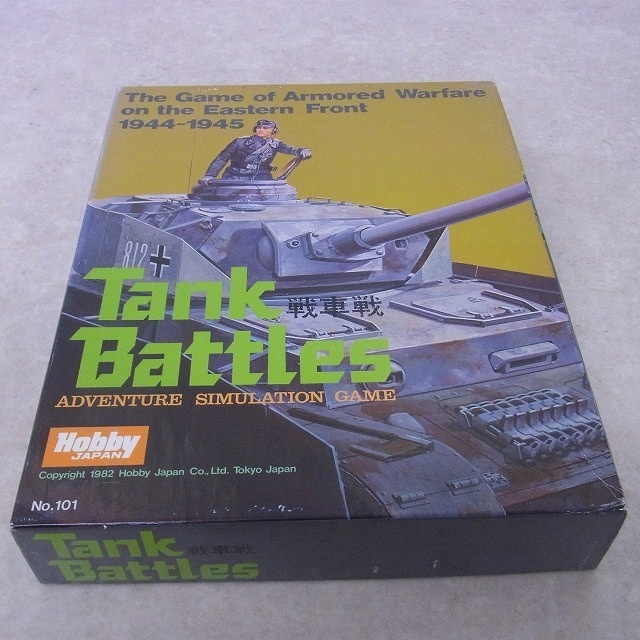 The Game of Armored Warfare
on the Eastern Front
1944-1945
812
Tank 戦車戦
Battles
ADVENTURE SIMULATION GAME
Hobby
JAPAN
Copyright 1982 Hobby Japan Co., Ltd. Tokyo Japan
No.101
Tank 戦車戦
Battles